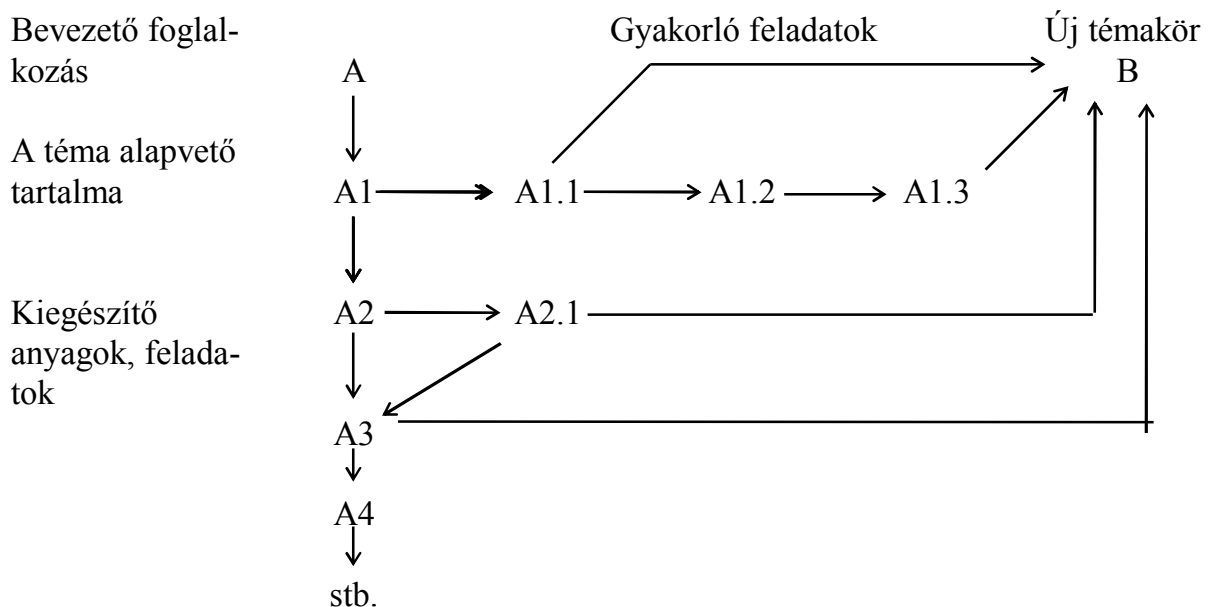 Bevezető foglal-
kozás
Gyakorló feladatok
Új témakör
A
B
A téma alapvető
tartalma
A1
A1.1
A1.2
A1.3
Kiegészítő
anyagok, felada-
tok
A2
A2.1
A3
A4
stb.